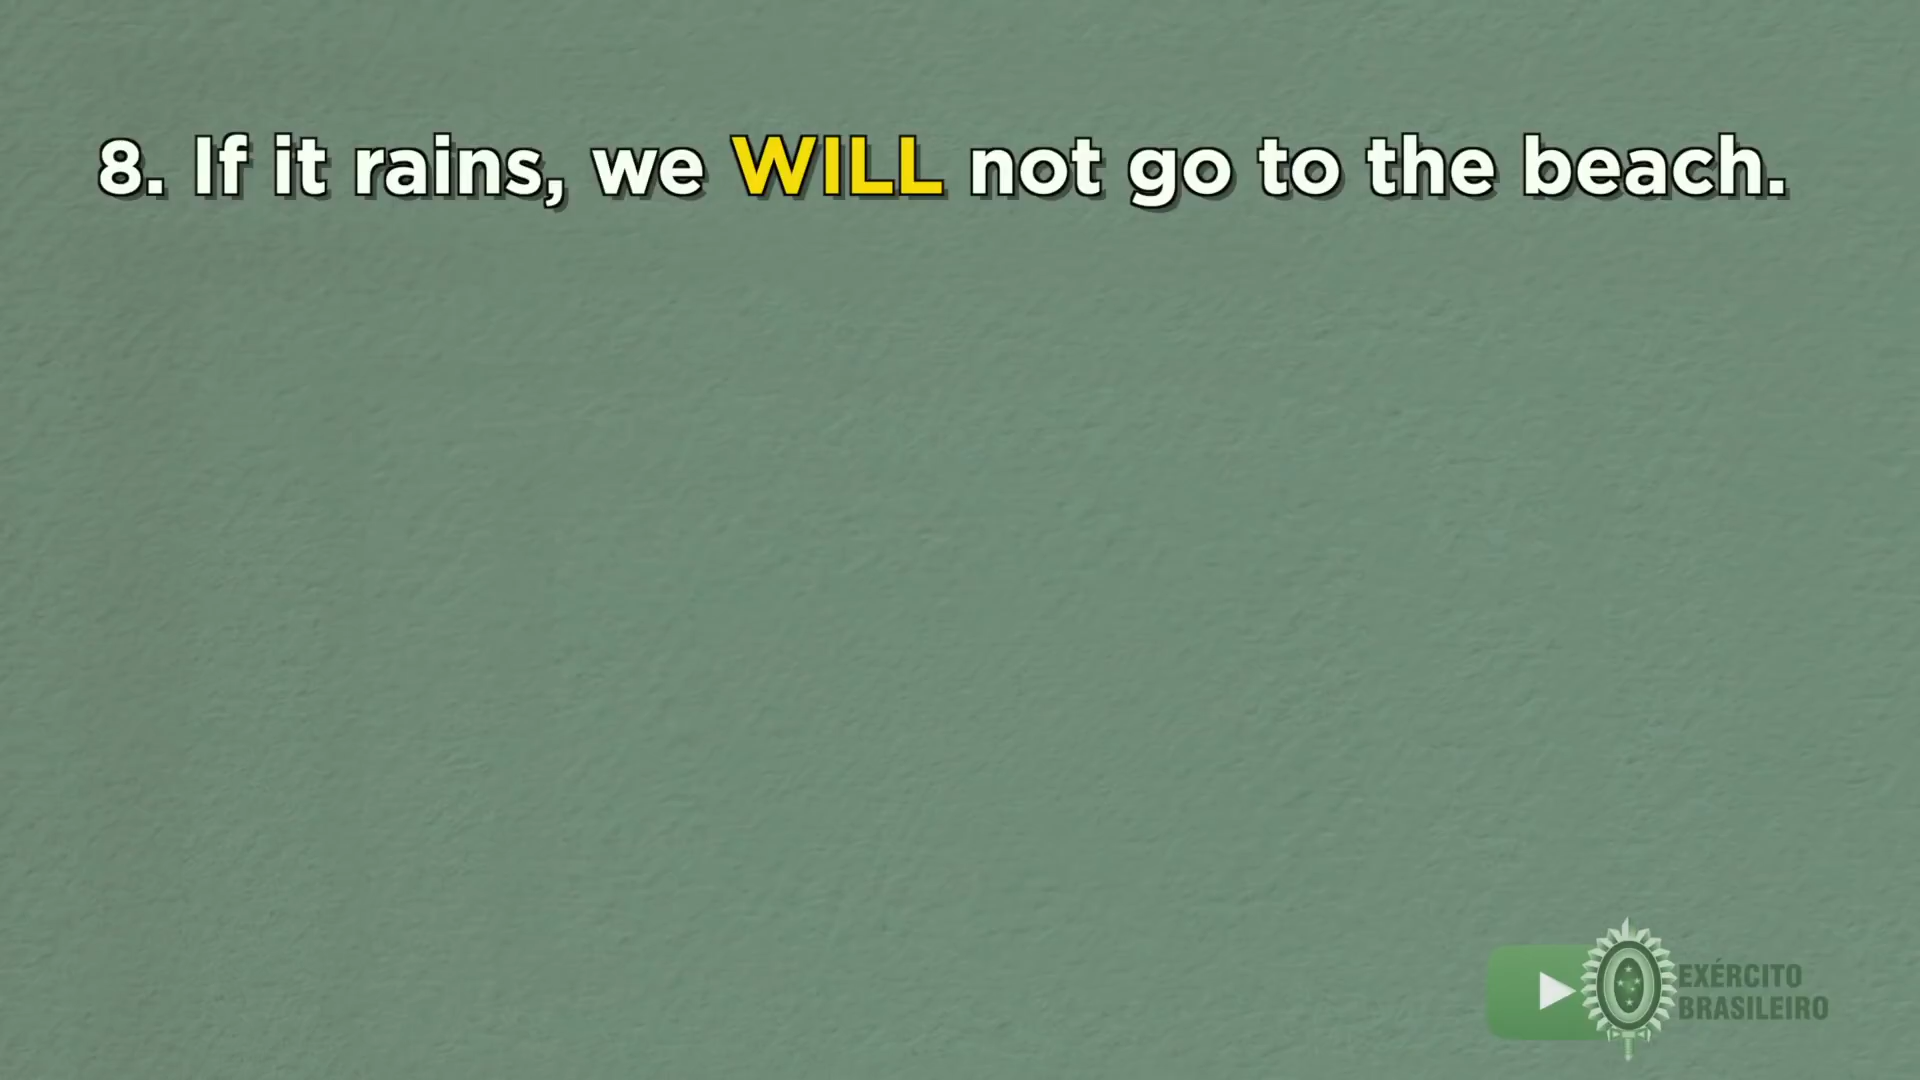 8. If it rains, we WILL not go to the beach.
EXÉRCITO
BRASILEIRO